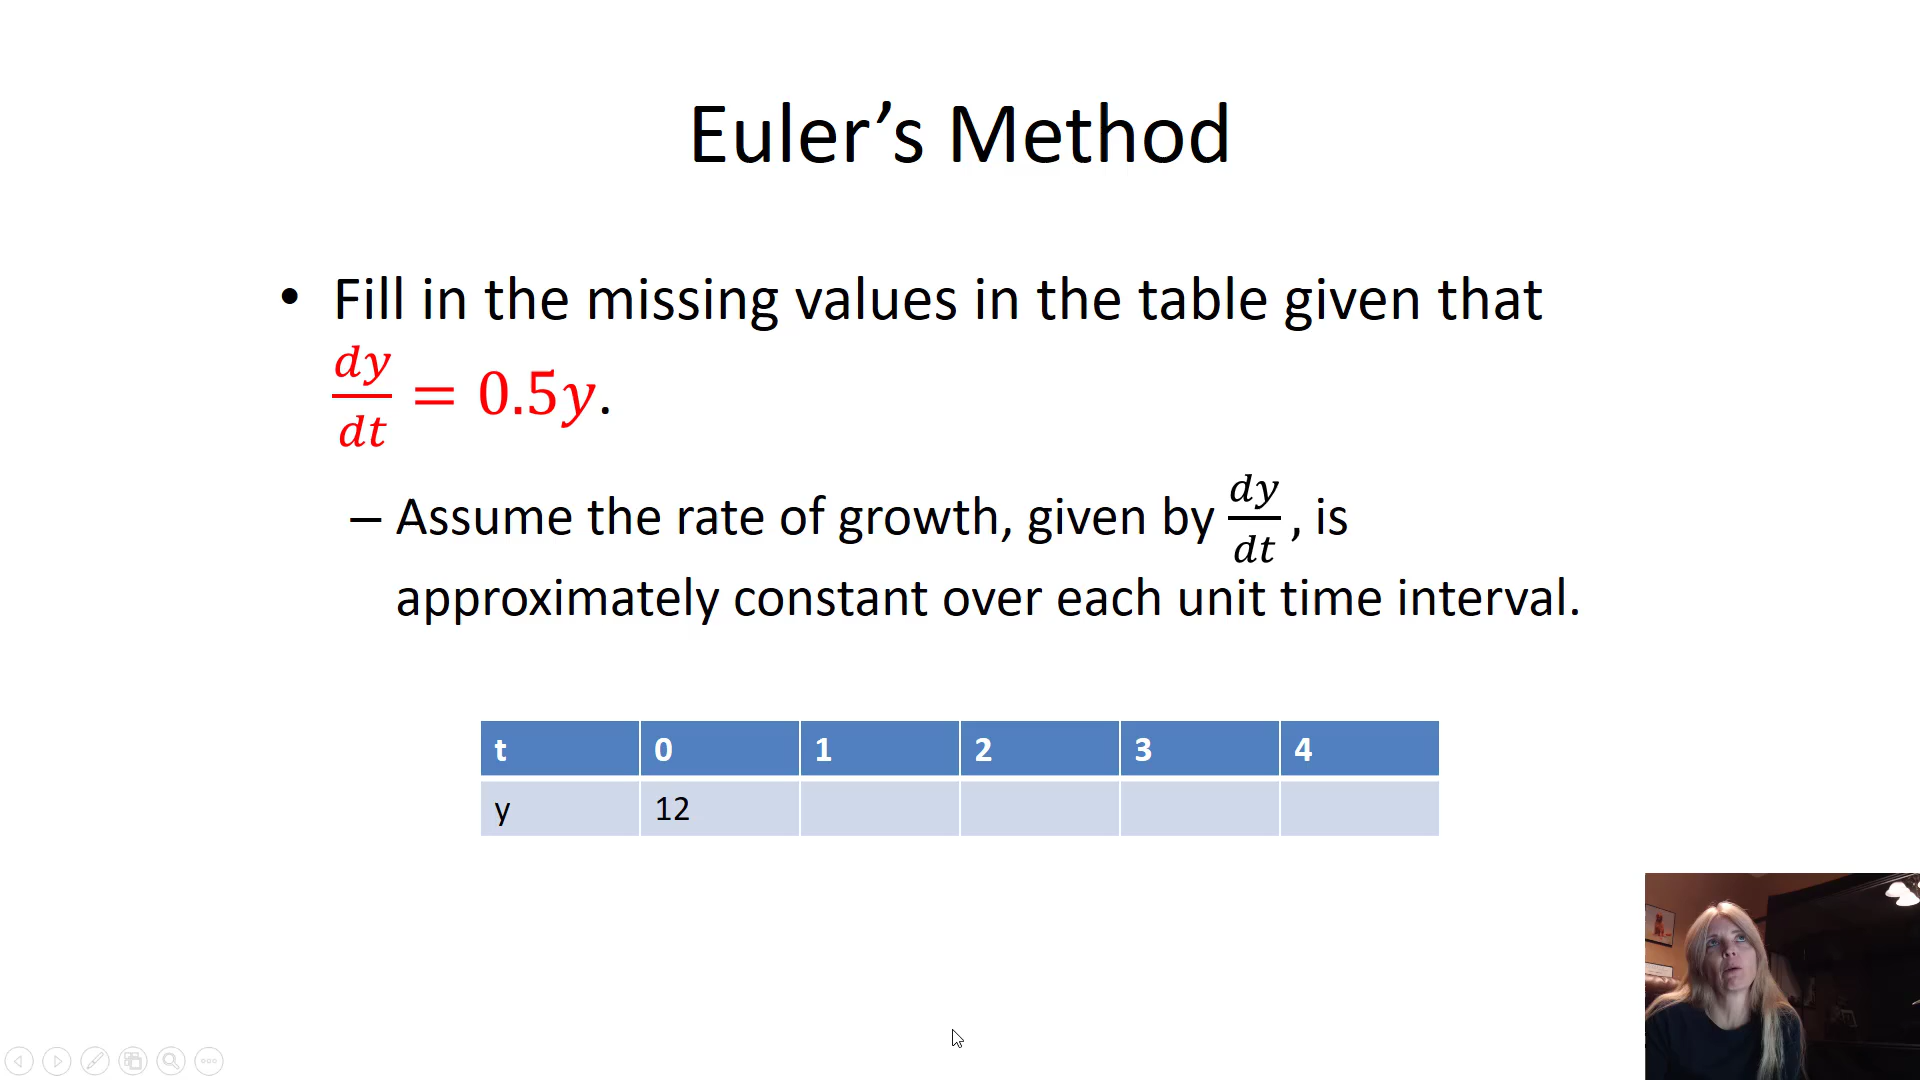 Euler’s Method
• Fill in the missing values in the table given that
dy/dt = 0.5y.
– Assume the rate of growth, given by dy/dt, is
approximately constant over each unit time interval.
t 0 1 2 3 4
y 12